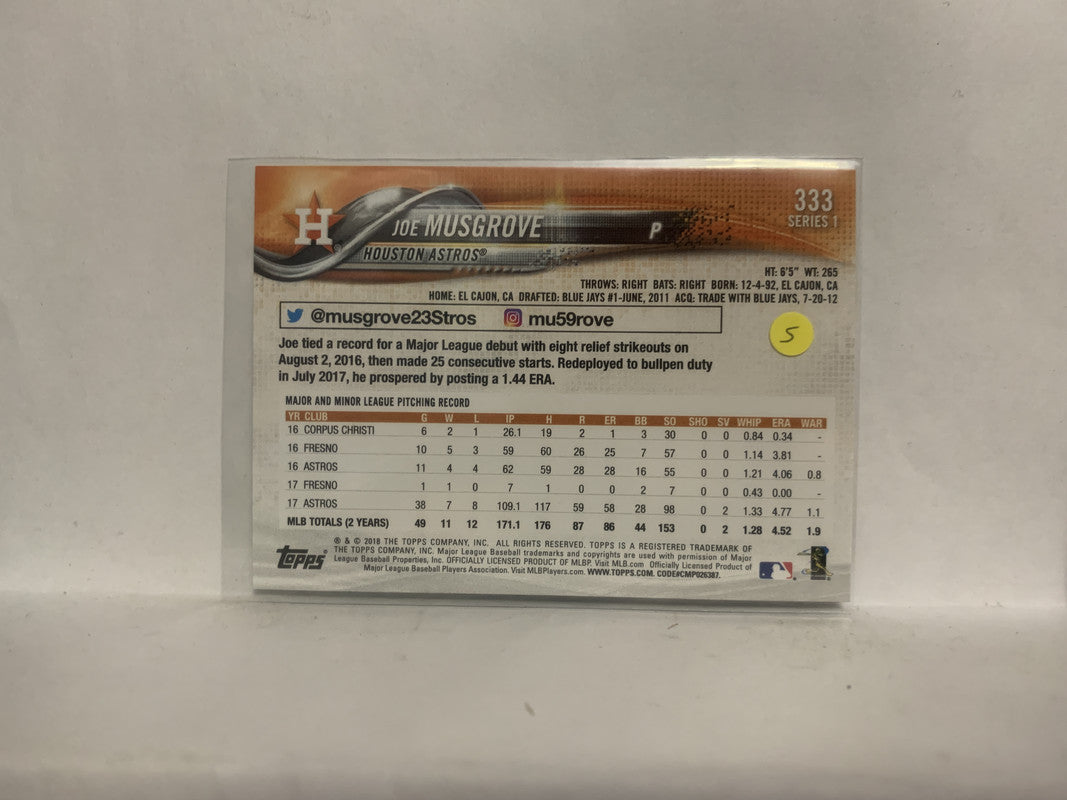 333
SERIES 1
H
JOE MUSGROVE P
HOUSTON ASTROS®
HT: 6'5" WT: 265
THROWS: RIGHT BATS: RIGHT BORN: 12-4-92, EL CAJON, CA
HOME: EL CAJON, CA DRAFTED: BLUE JAYS #1-JUNE, 2011 ACQ: TRADE WITH BLUE JAYS, 7-20-12
@musgrove23Stros mu59rove
5
Joe tied a record for a Major League debut with eight relief strikeouts on
August 2, 2016, then made 25 consecutive starts. Redeployed to bullpen duty
in July 2017, he prospered by posting a 1.44 ERA.
MAJOR AND MINOR LEAGUE PITCHING RECORD
YR CLUB G W L IP H R ER BB SO SHO SV WHIP ERA WAR
16 CORPUS CHRISTI 6 2 1 26.1 19 2 1 3 30 0 0 0.84 0.34 -
16 FRESNO 10 5 3 59 60 26 25 7 57 0 0 1.14 3.81 -
16 ASTROS 11 4 4 62 59 28 28 16 55 0 0 1.21 4.06 0.8
17 FRESNO 1 1 0 7 1 0 0 2 7 0 0 0.43 0.00 -
17 ASTROS 38 7 8 109.1 117 59 58 28 98 0 2 1.33 4.77 1.1
MLB TOTALS (2 YEARS) 49 11 12 171.1 176 87 86 44 153 0 2 1.28 4.52 1.9
Topps®
® & © 2018 THE TOPPS COMPANY, INC. ALL RIGHTS RESERVED. TOPPS IS A REGISTERED TRADEMARK OF
THE TOPPS COMPANY, INC. Major League Baseball trademarks and copyrights are used with permission of Major
League Baseball Properties, Inc. OFFICIALLY LICENSED PRODUCT OF MLBP. Visit MLB.com Officially Licensed Product of
Major League Baseball Players Association. Visit MLBPlayers.com. WWW.TOPPS.COM. CODE#CMP026387.